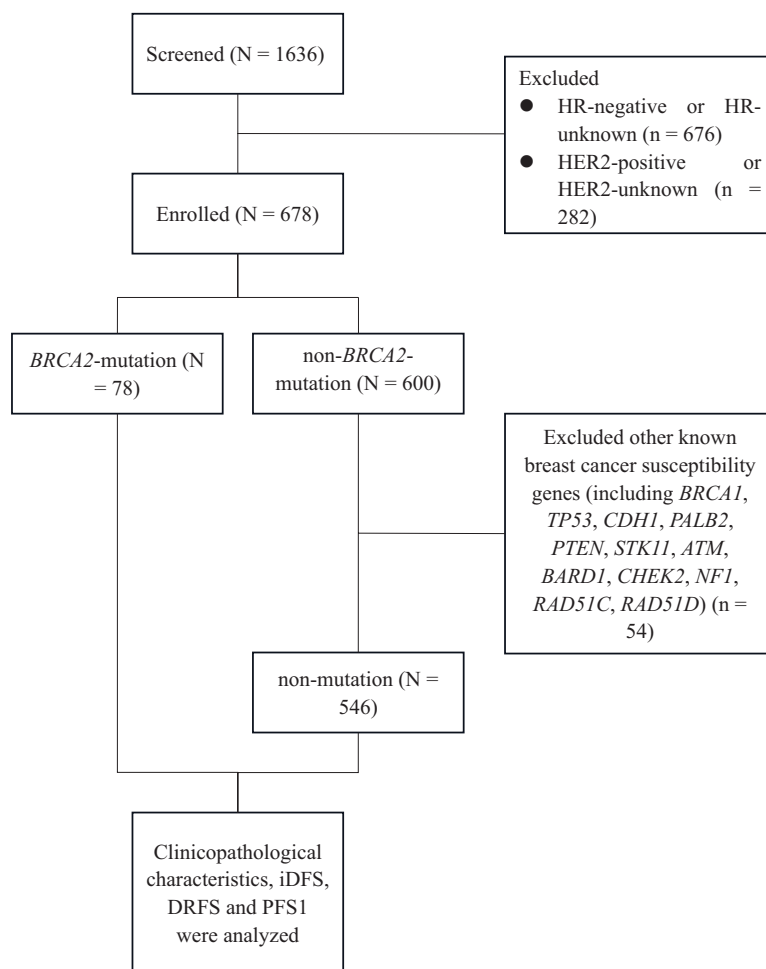 Screened (N = 1636)
Excluded
● HR-negative or HR-
unknown (n = 676)
● HER2-positive or
HER2-unknown (n =
282)
Enrolled (N = 678)
BRCA2-mutation (N
= 78)
non-BRCA2-
mutation (N = 600)
Excluded other known
breast cancer susceptibility
genes (including BRCA1,
TP53, CDH1, PALB2,
PTEN, STK11, ATM,
BARD1, CHEK2, NF1,
RAD51C, RAD51D) (n =
54)
non-mutation (N =
546)
Clinicopathological
characteristics, iDFS,
DRFS and PFS1
were analyzed